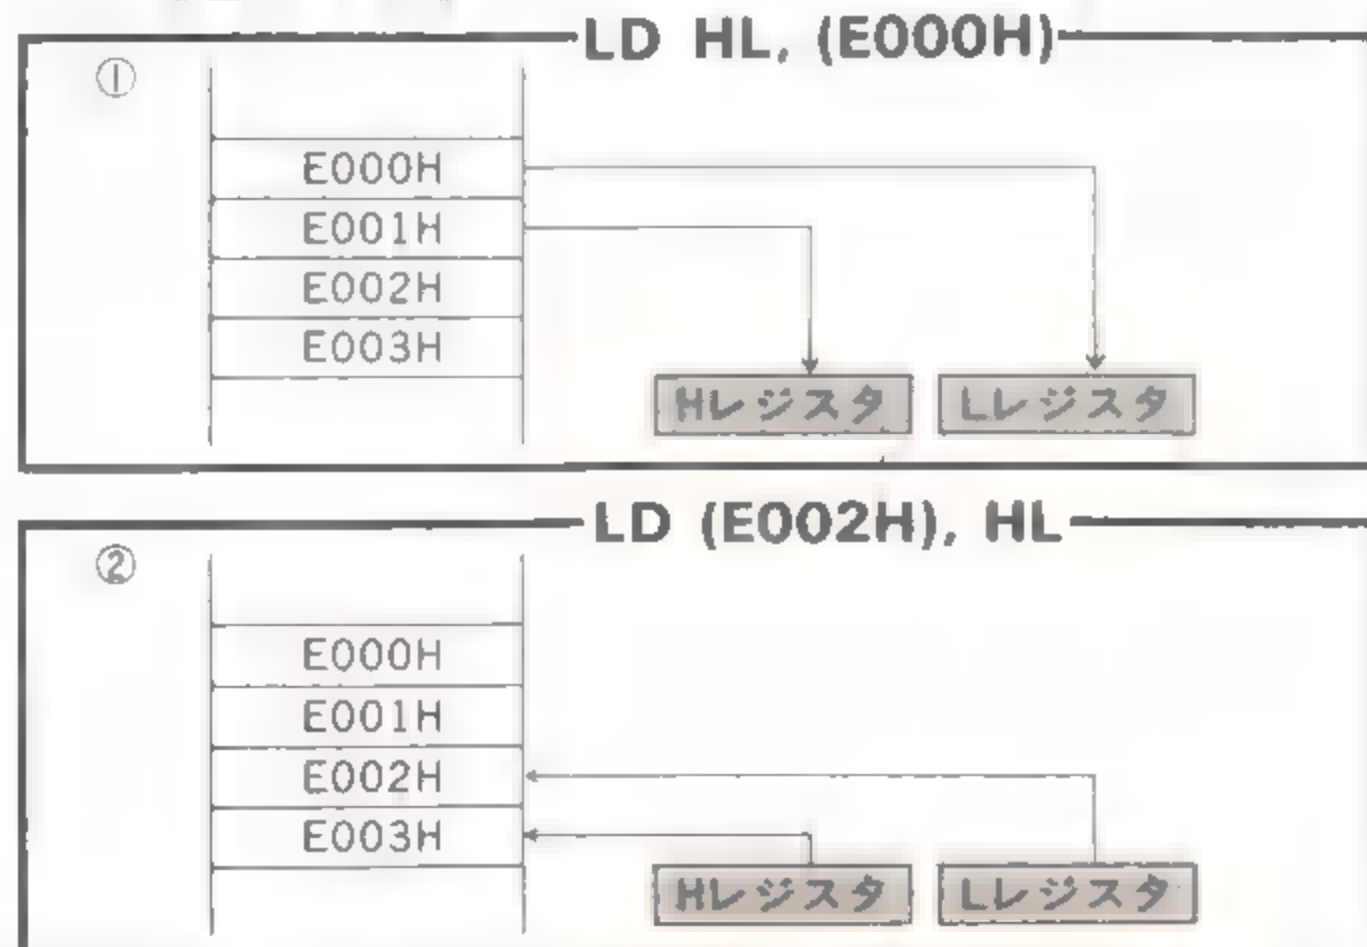 LD HL, (E000H)
①
E000H
E001H
E002H
E003H
Hレジスタ Lレジスタ
LD (E002H), HL
②
E000H
E001H
E002H
E003H
Hレジスタ Lレジスタ